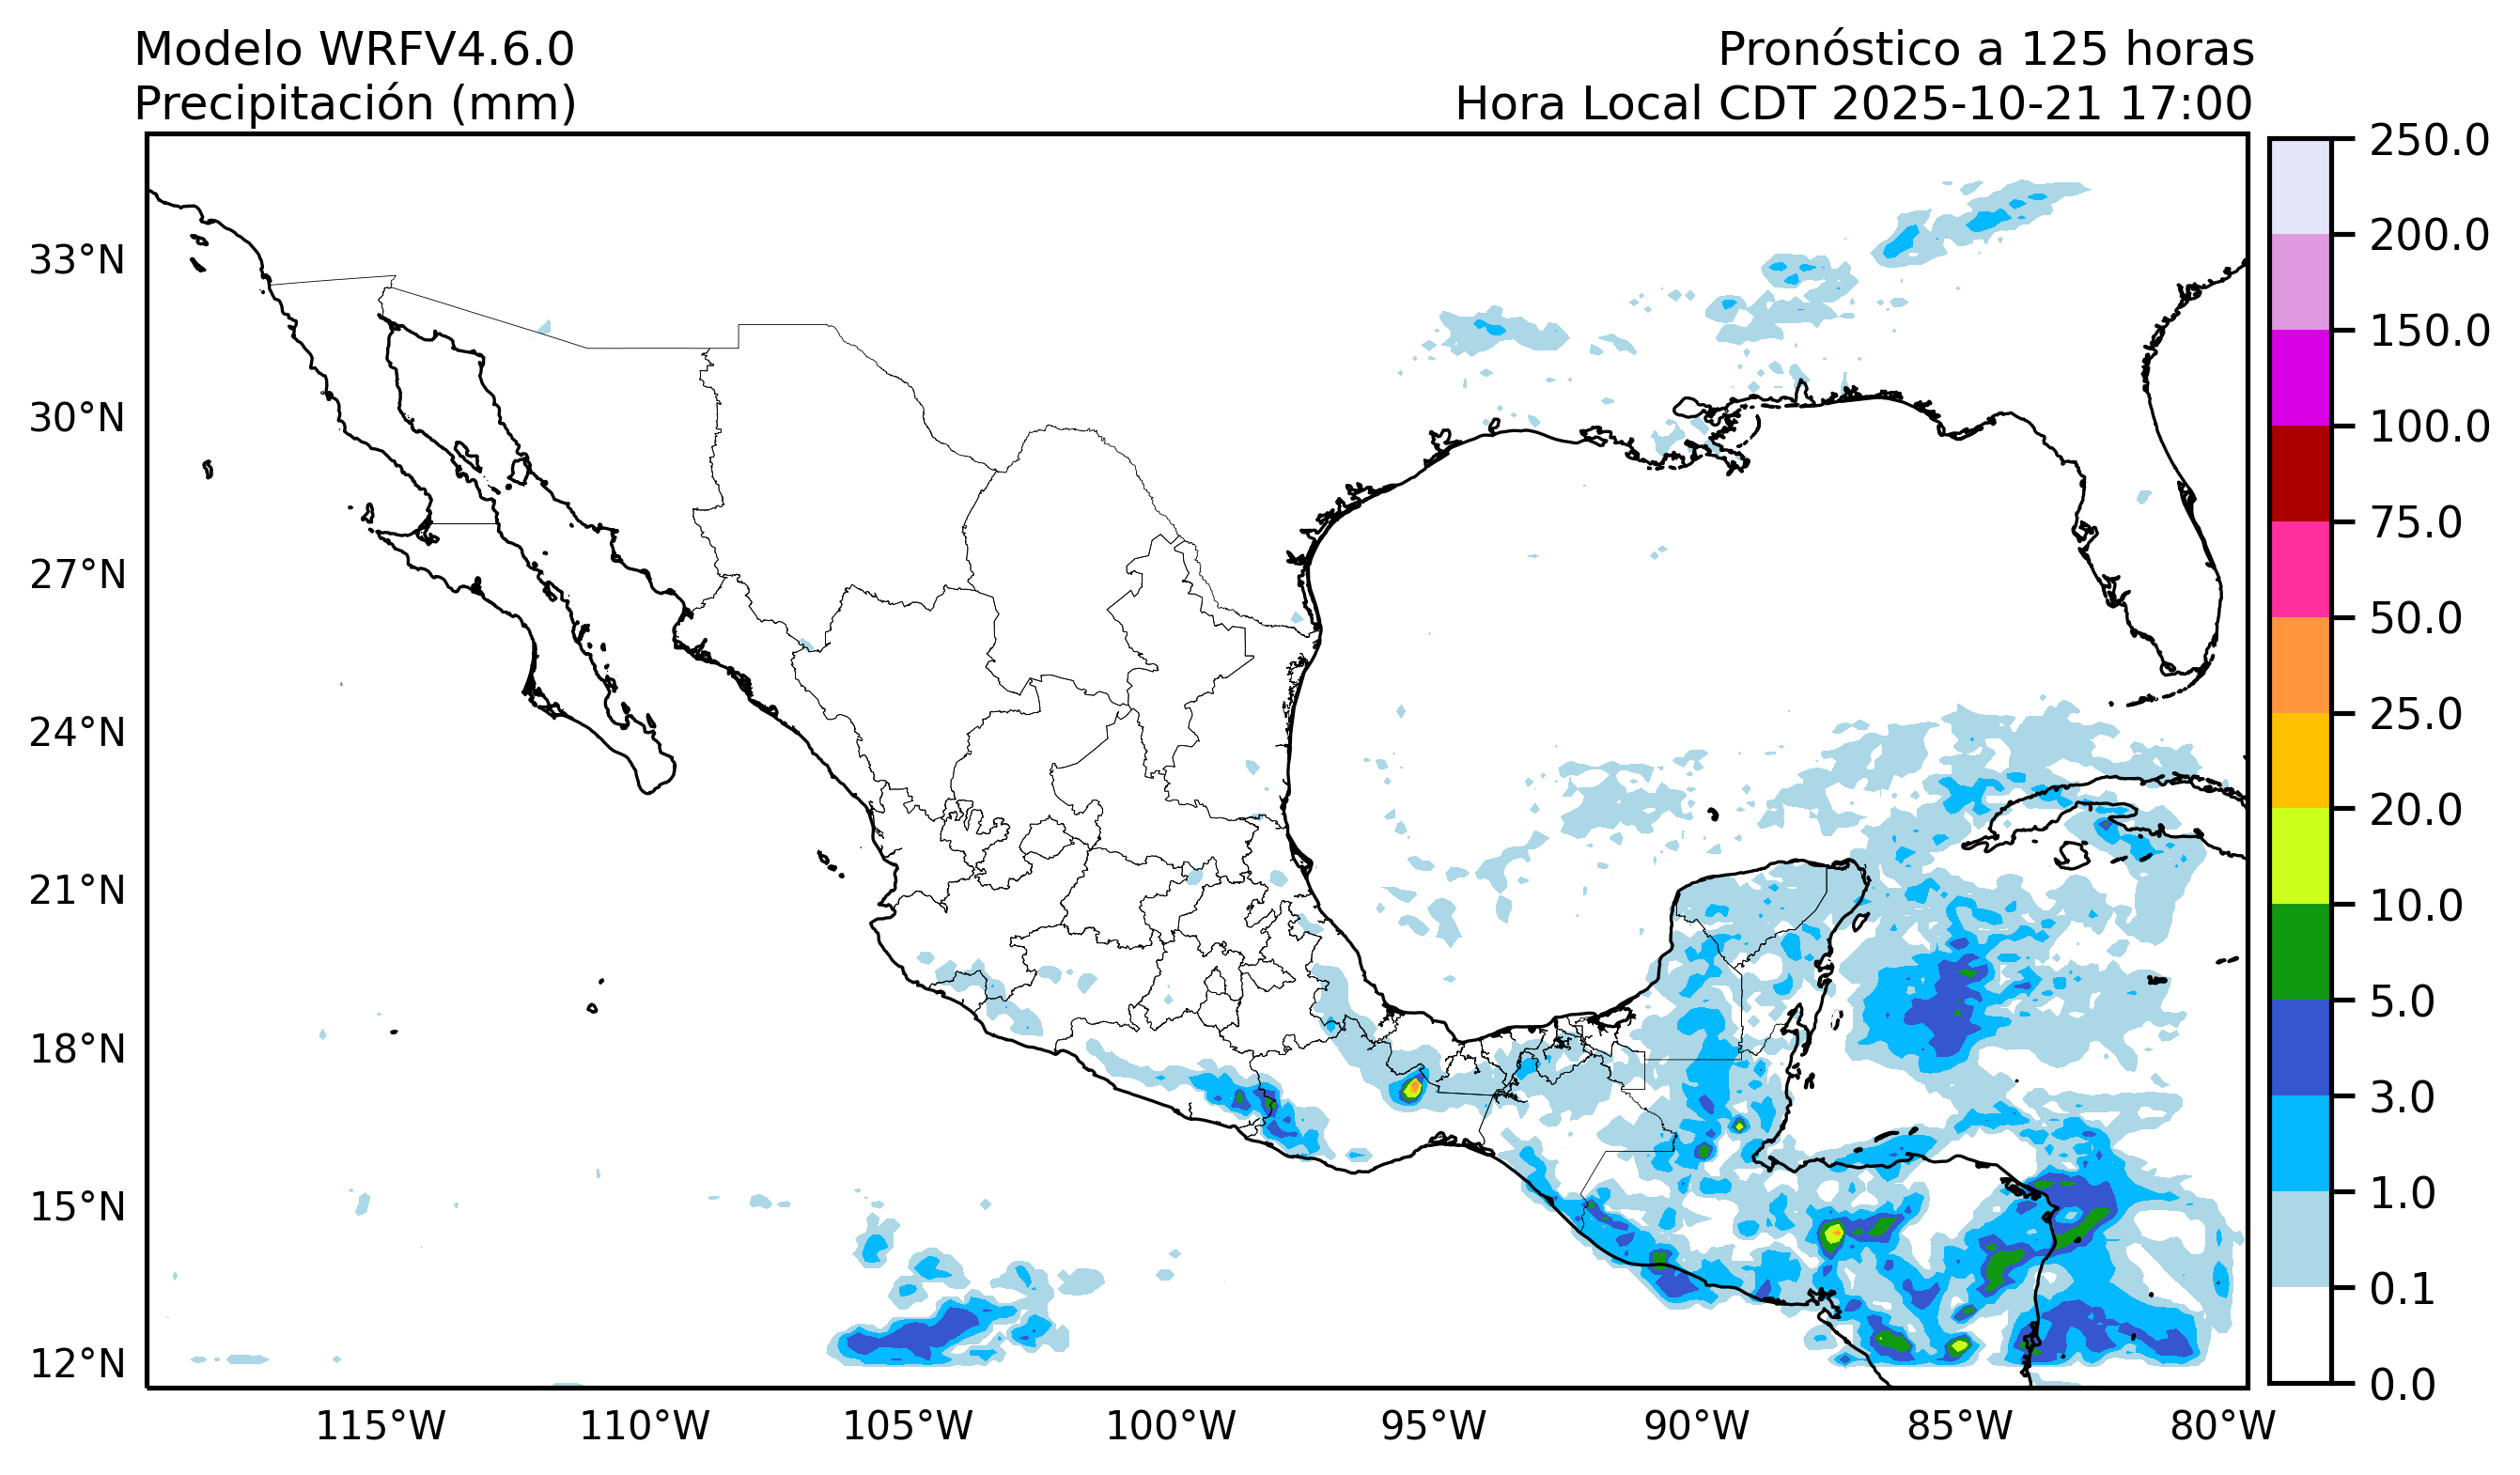 Modelo WRFV4.6.0
Precipitación (mm)
Pronóstico a 125 horas
Hora Local CDT 2025-10-21 17:00
33°N
30°N
27°N
24°N
21°N
18°N
15°N
12°N
115°W
110°W
105°W
100°W
95°W
90°W
85°W
80°W
250.0
200.0
150.0
100.0
75.0
50.0
25.0
20.0
10.0
5.0
3.0
1.0
0.1
0.0